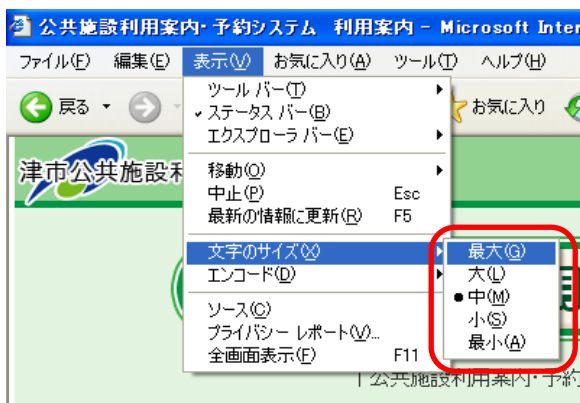 公共施設利用案内・予約システム 利用案内 - Microsoft Inter
ファイル(F) 編集(E) 表示(V) お気に入り(A) ツール(T) ヘルプ(H)
戻る お気に入り
津市公共施設利
ツール バー(T)
ステータス バー(B)
エクスプローラ バー(E)
移動(O)
中止(P) Esc
最新の情報に更新(R) F5
文字のサイズ(X)
エンコード(D)
ソース(C)
プライバシー レポート(V)...
全画面表示(F) F11
最大(G)
大(L)
中(M)
小(S)
最小(A)
公共施設利用案内・予約